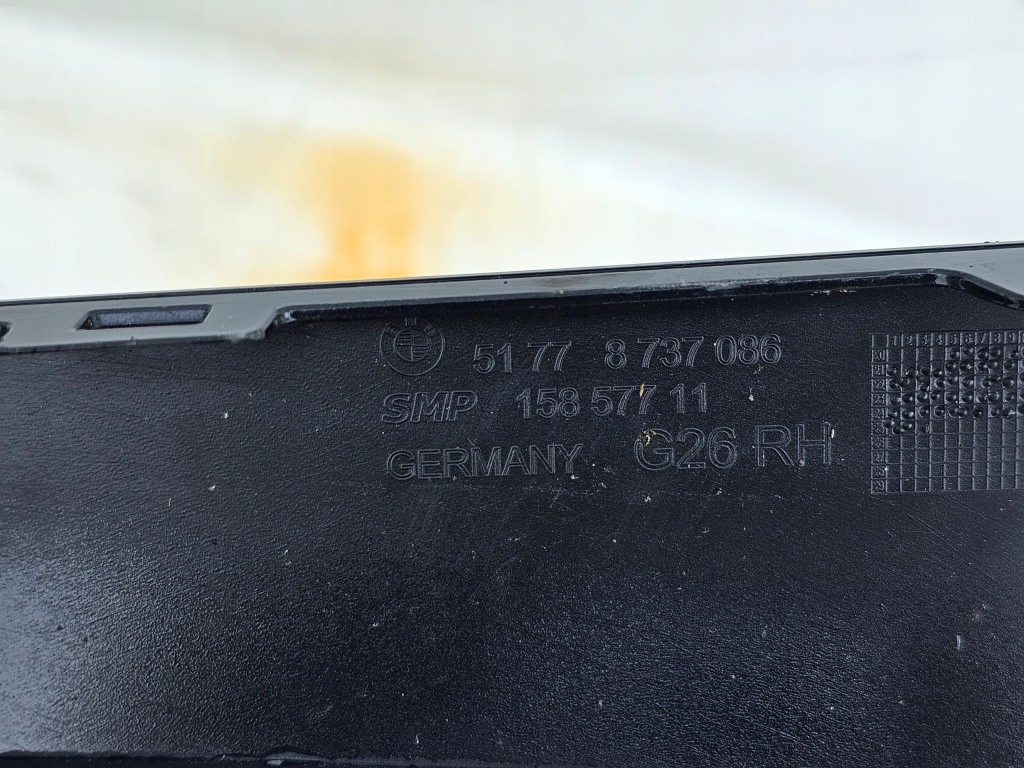 51 77 8 737 086
SMP 158 577 11
GERMANY G26 RH